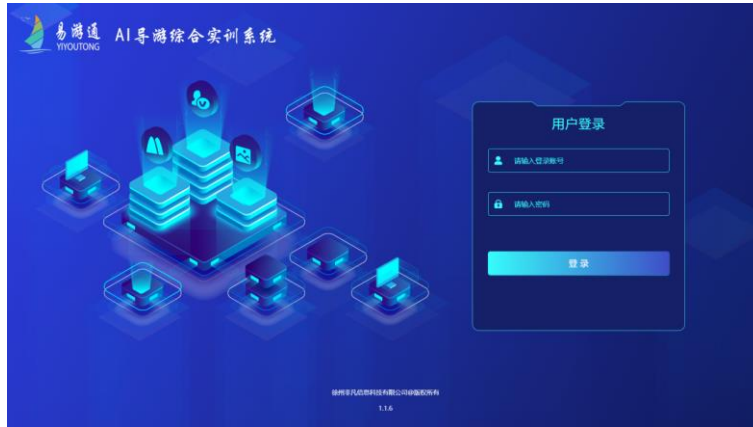 易游通
YIYOUTONG
AI导游综合实训系统
用户登录
请输入登录账号
请输入密码
登录
徐州非凡信息科技有限公司@版权所有
1.1.6